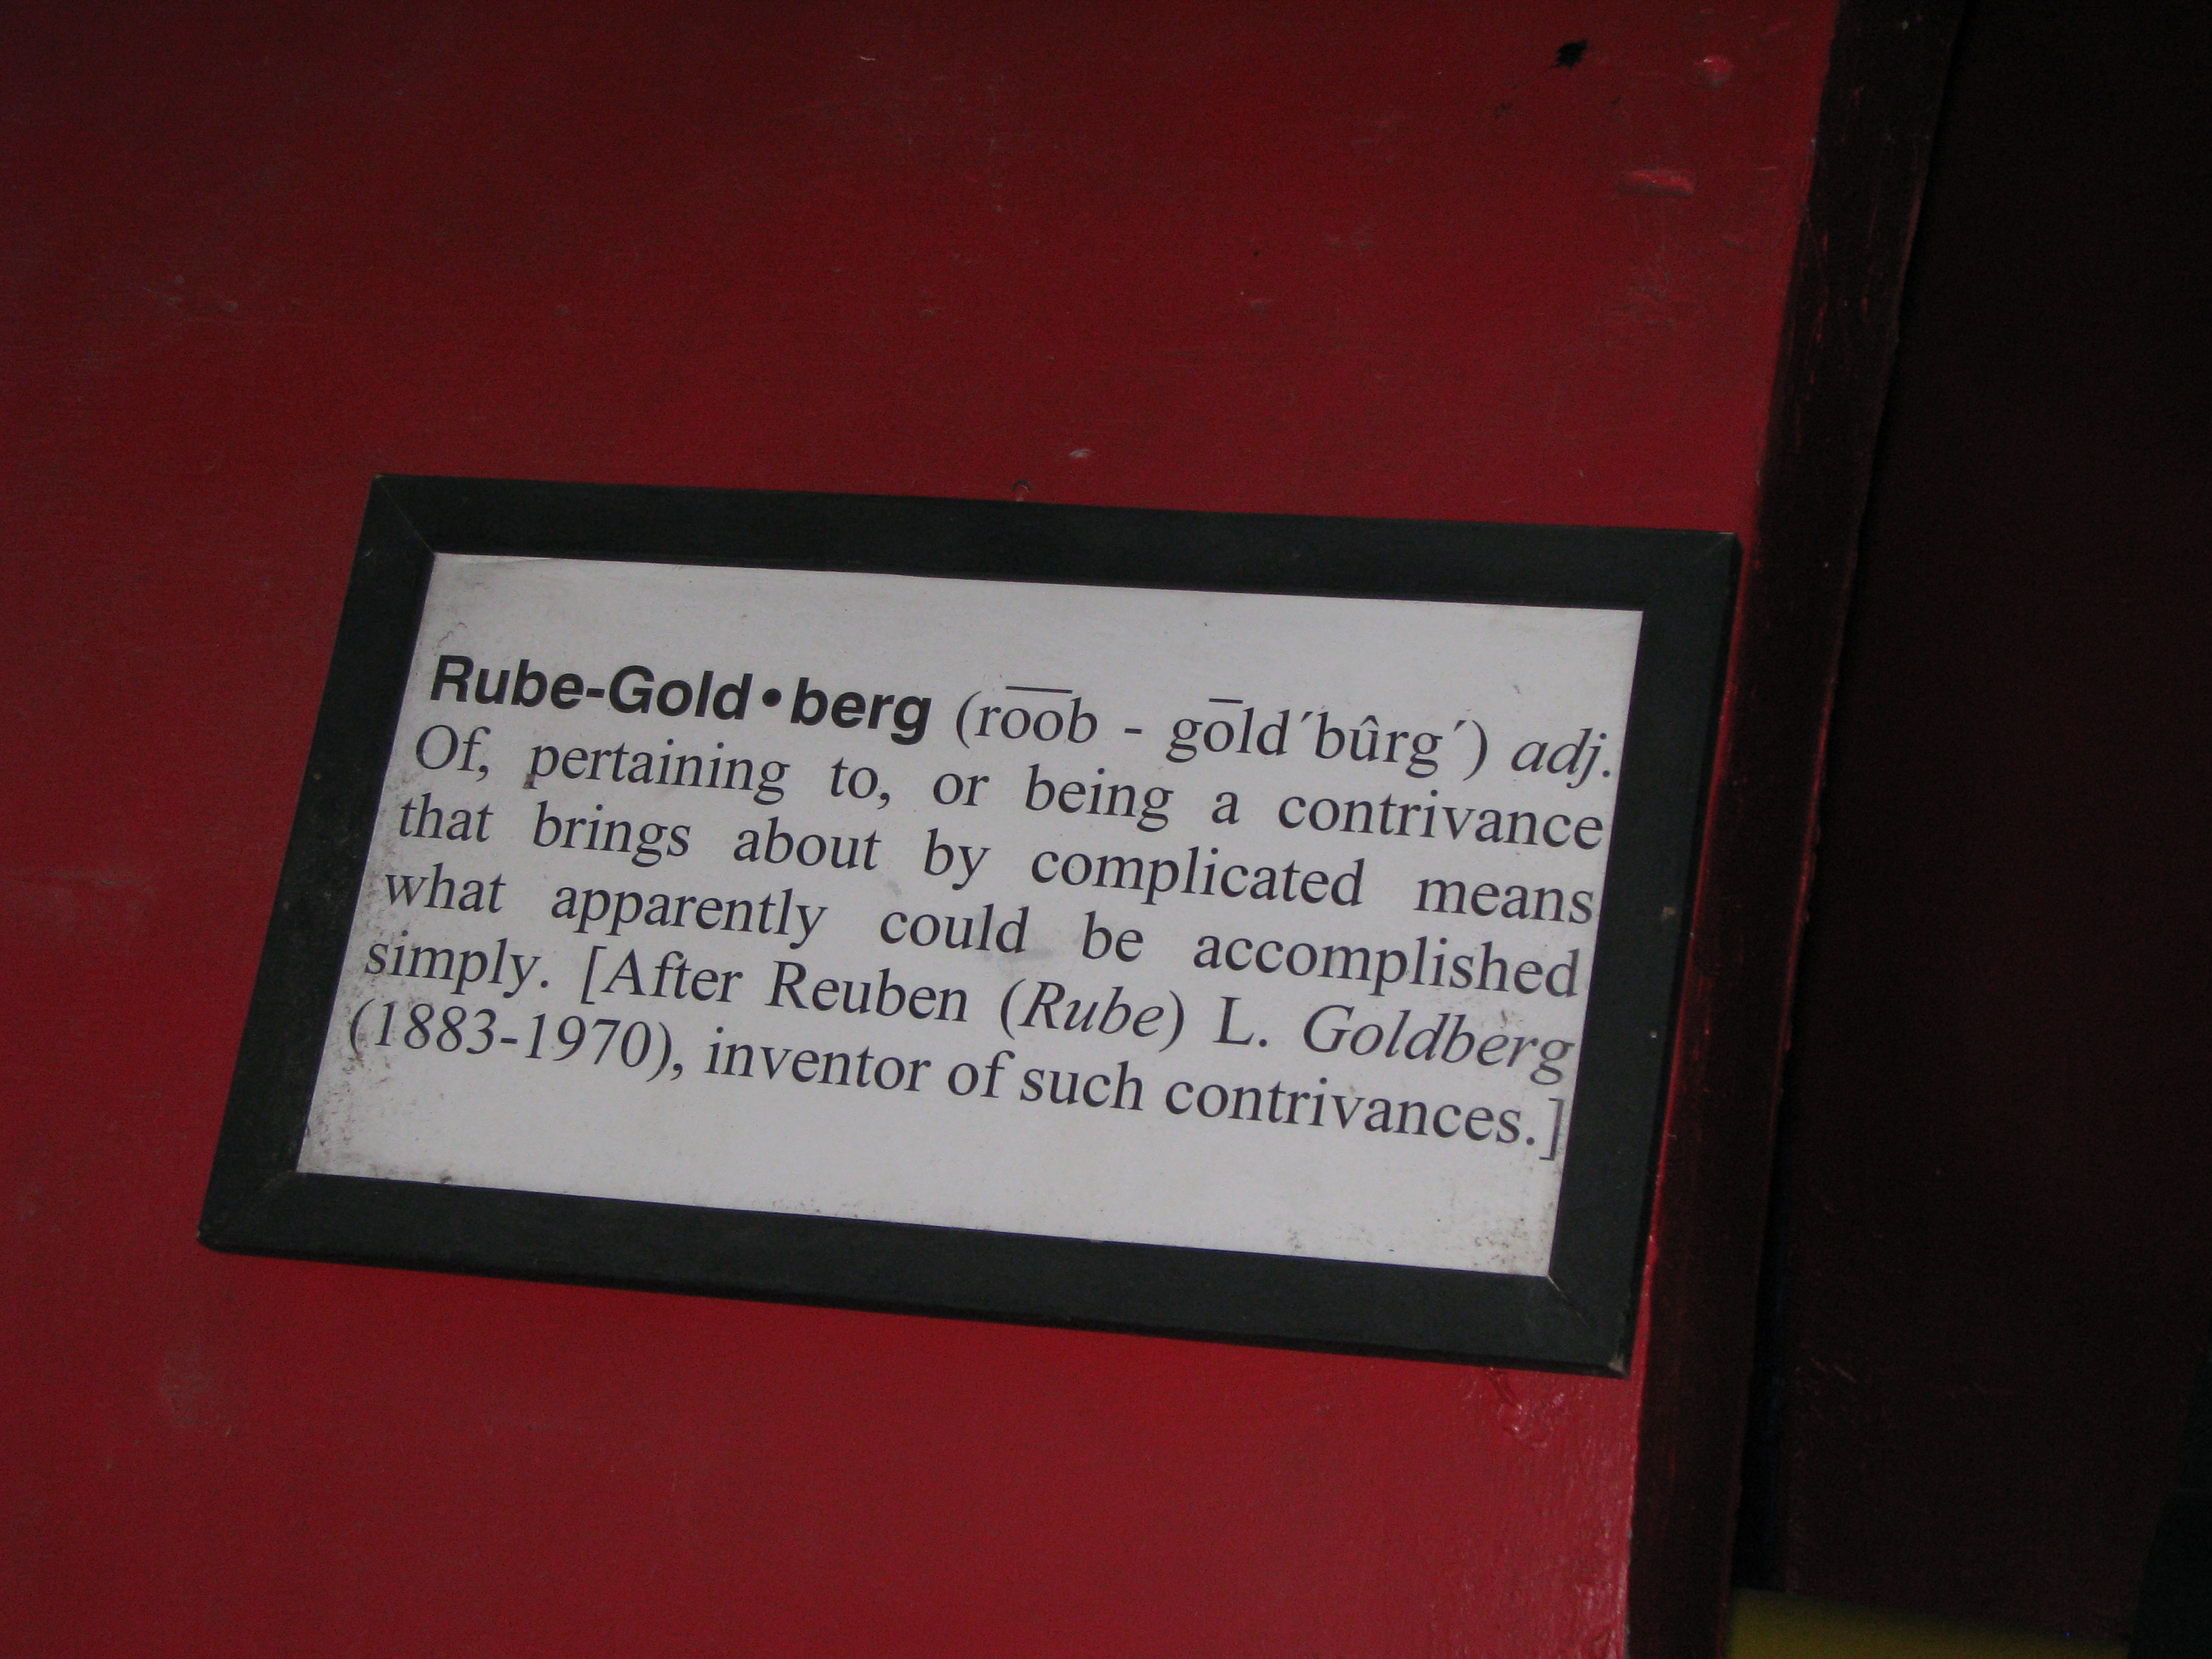 Rube-Gold•berg (ro͞ob - gōld´bûrg´) adj.
Of, pertaining to, or being a contrivance
that brings about by complicated means
what apparently could be accomplished
simply. [After Reuben (Rube) L. Goldberg
(1883-1970), inventor of such contrivances.]